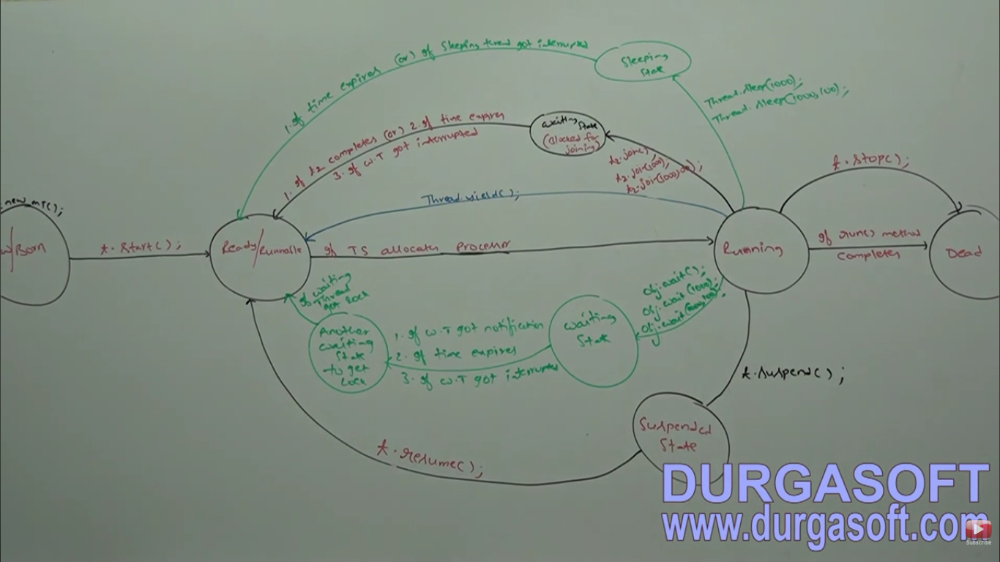 1. If time expires (or) If Sleeping thread got interrupted
Sleeping
State
Thread.sleep(1000);
Thread.sleep(1000,100);
1. If t2 completes (or) 2. If time expires
3. If W.T got interrupted
waiting
State
(Blocked for
joining)
t2.join(),
t2.join(1000),
t2.join(1000,100);
t.stop();
Thread.yield();
new MT();
w/Born
t.start();
Ready/Runnable
If TS allocates processor
Running
If run() method
completes
Dead
If waiting
Thread
got lock
Another
waiting
State
to get
Lock
1. If W.T got notification
2. If time expires
3. If W.T got interrupted
waiting
State
obj.wait();
obj.wait(1000);
t.suspend();
Suspended
State
t.resume();
DURGASOFT
www.durgasoft.com
Subscribe